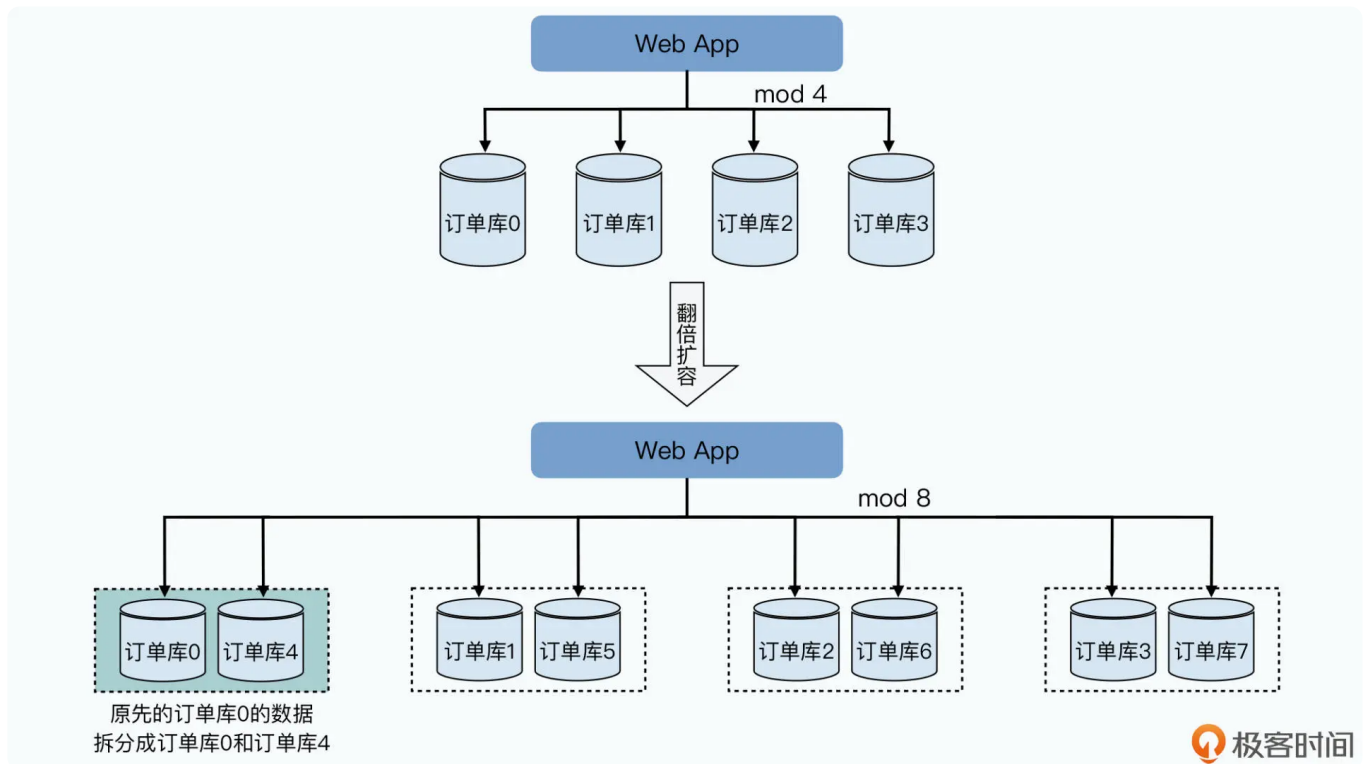 Web App
mod 4
订单库0
订单库1
订单库2
订单库3
翻倍扩容
Web App
mod 8
订单库0
订单库4
订单库1
订单库5
订单库2
订单库6
订单库3
订单库7
原先的订单库0的数据
拆分成订单库0和订单库4
极客时间